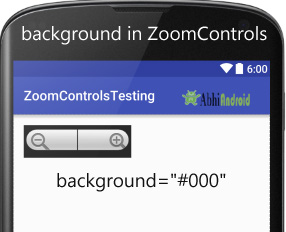 background in ZoomControls
6:00
ZoomControlsTesting
AbhiAndroid
background="#000"